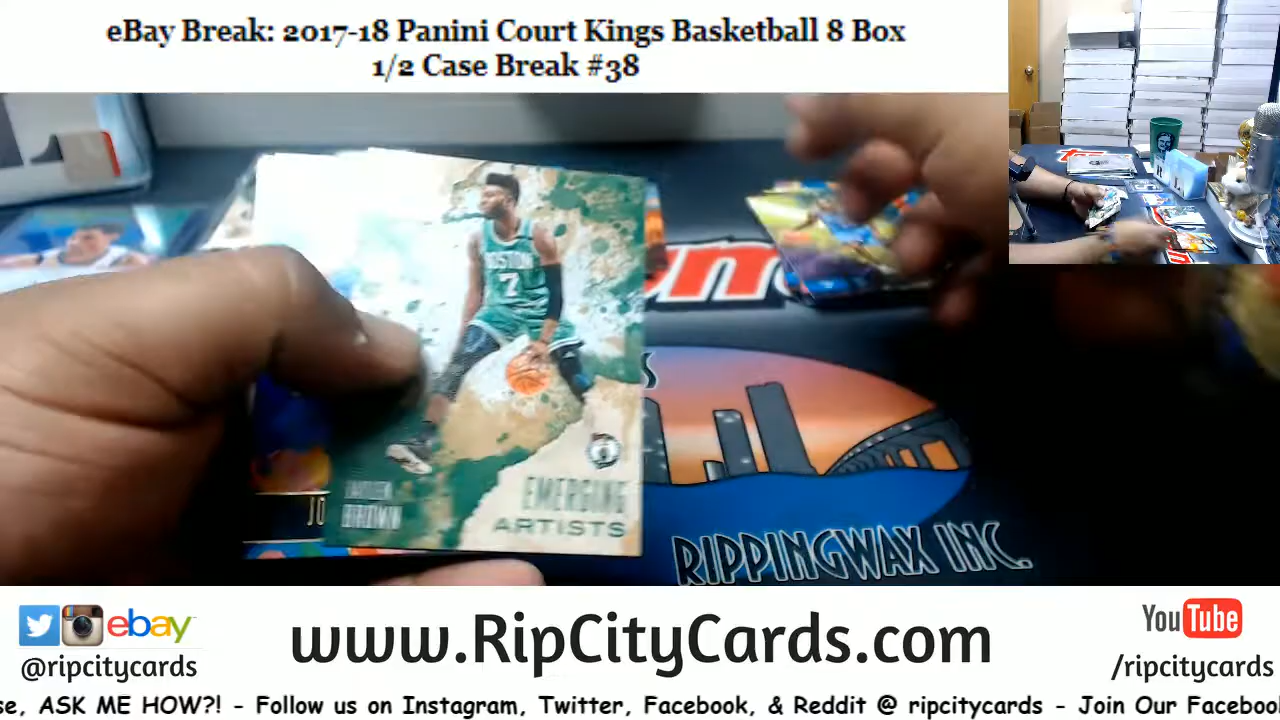 eBay Break: 2017-18 Panini Court Kings Basketball 8 Box
1/2 Case Break #38
BOSTON
7
JO
BROWN
EMERGING
ARTISTS
RIPPINGWAX INC.
ebay
@ripcitycards
www.RipCityCards.com
YouTube
/ripcitycards
se, ASK ME HOW?! - Follow us on Instagram, Twitter, Facebook, & Reddit @ ripcitycards - Join Our Facebook